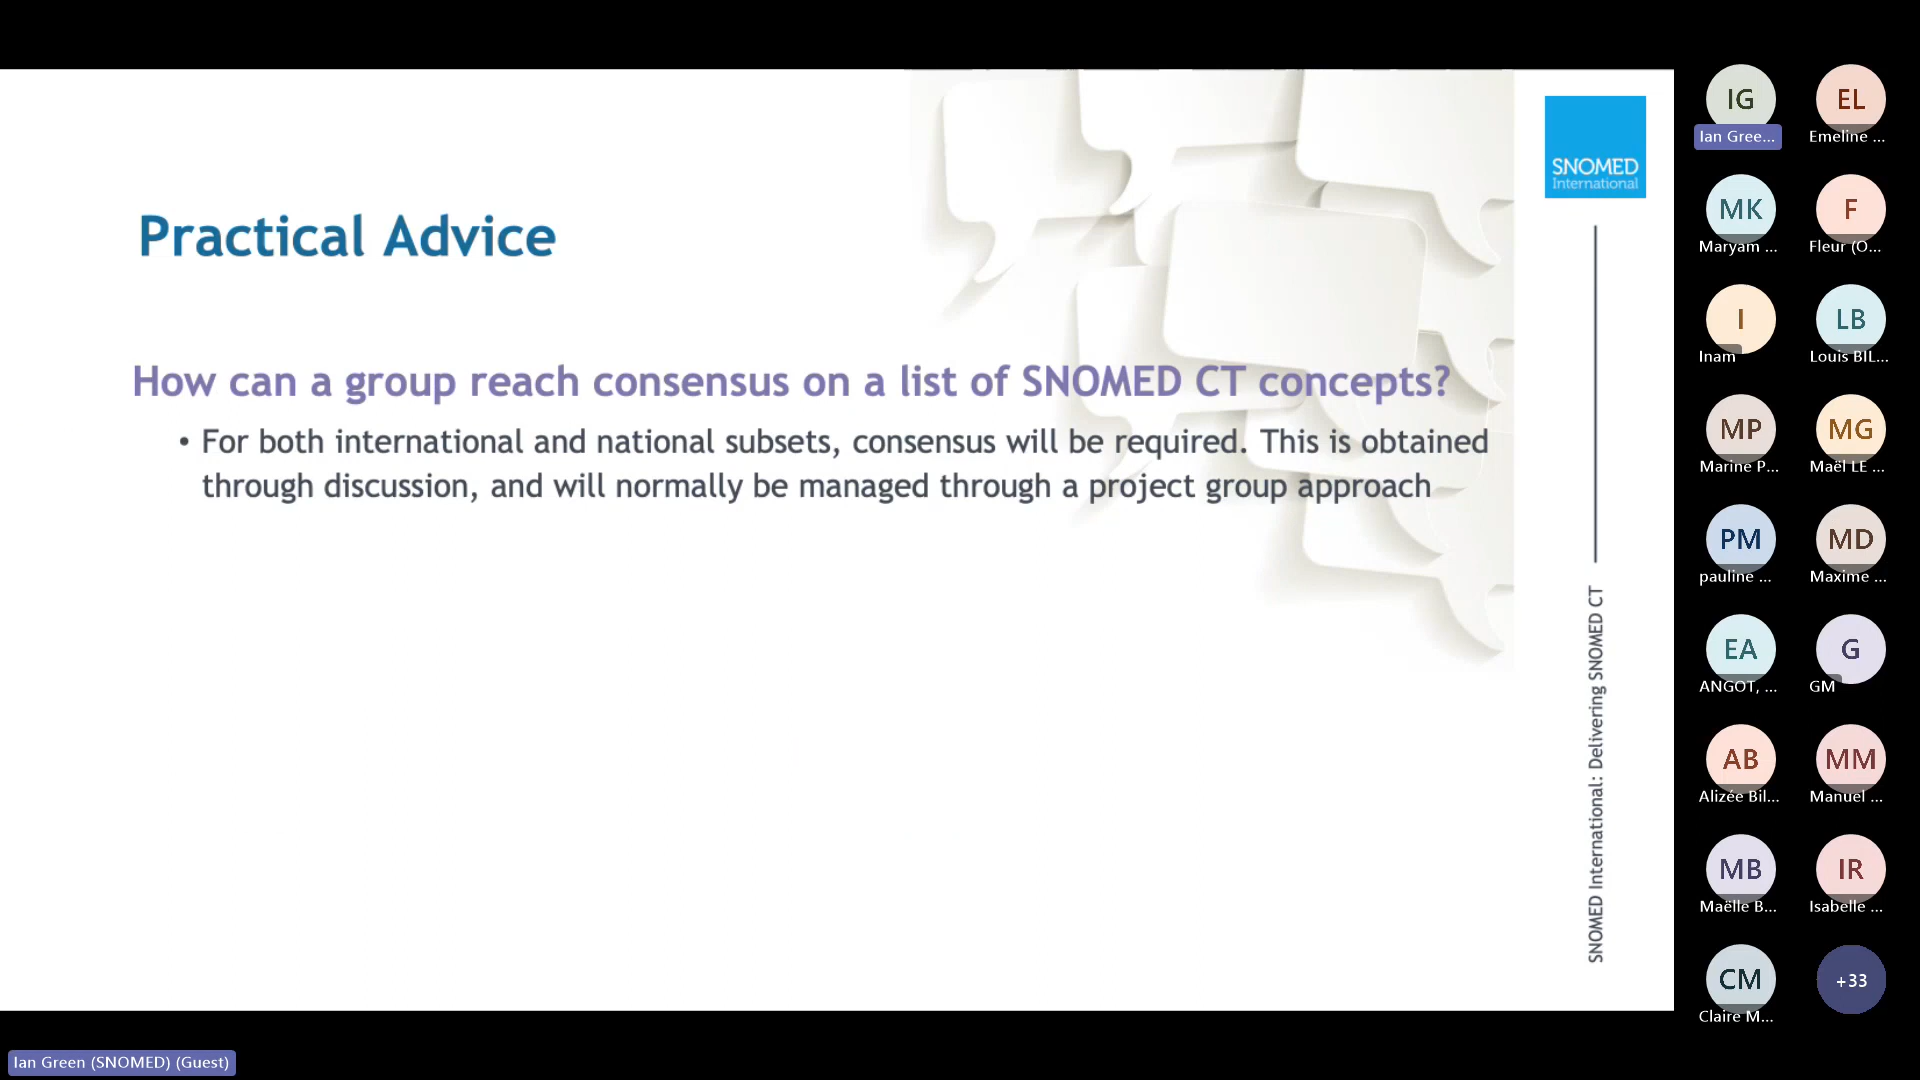 Practical Advice
How can a group reach consensus on a list of SNOMED CT concepts?
• For both international and national subsets, consensus will be required. This is obtained
through discussion, and will normally be managed through a project group approach
SNOMED
International
SNOMED International: Delivering SNOMED CT
IG
Ian Gree...
EL
Emeline ...
MK
Maryam ...
F
Fleur (O...
I
Inam
LB
Louis BIL...
MP
Marine P...
MG
Maël LE ...
PM
pauline ...
MD
Maxime ...
EA
ANGOT, ...
G
GM
AB
Alizée Bil...
MM
Manuel ...
MB
Maëlle B...
IR
Isabelle ...
CM
Claire M...
+33
Ian Green (SNOMED) (Guest)